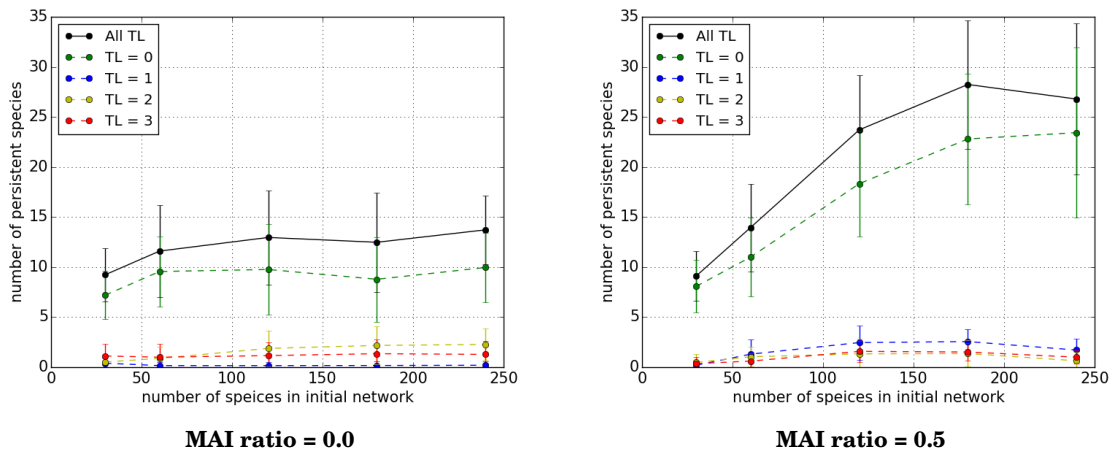 35
30
25
20
15
10
5
0
number of persistent species
All TL
TL = 0
TL = 1
TL = 2
TL = 3
0 50 100 150 200 250
number of speices in initial network
MAI ratio = 0.0
35
30
25
20
15
10
5
0
number of persistent species
All TL
TL = 0
TL = 1
TL = 2
TL = 3
0 50 100 150 200 250
number of speices in initial network
MAI ratio = 0.5